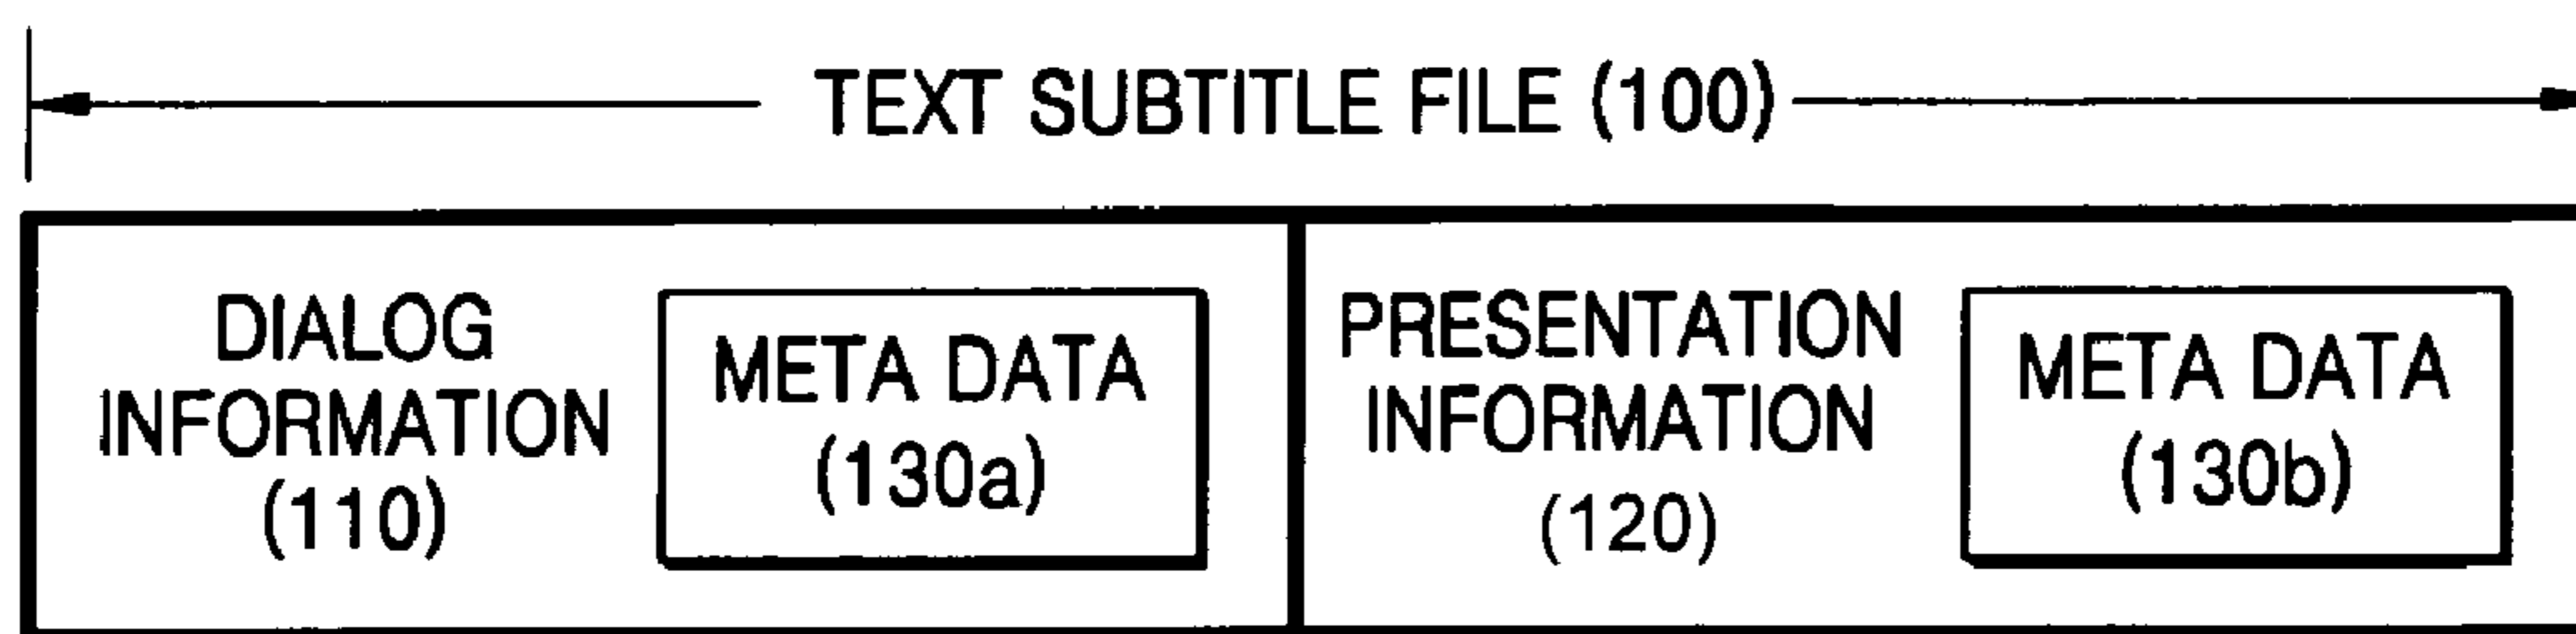 TEXT SUBTITLE FILE (100)
DIALOG
INFORMATION
(110)
META DATA
(130a)
PRESENTATION
INFORMATION
(120)
META DATA
(130b)